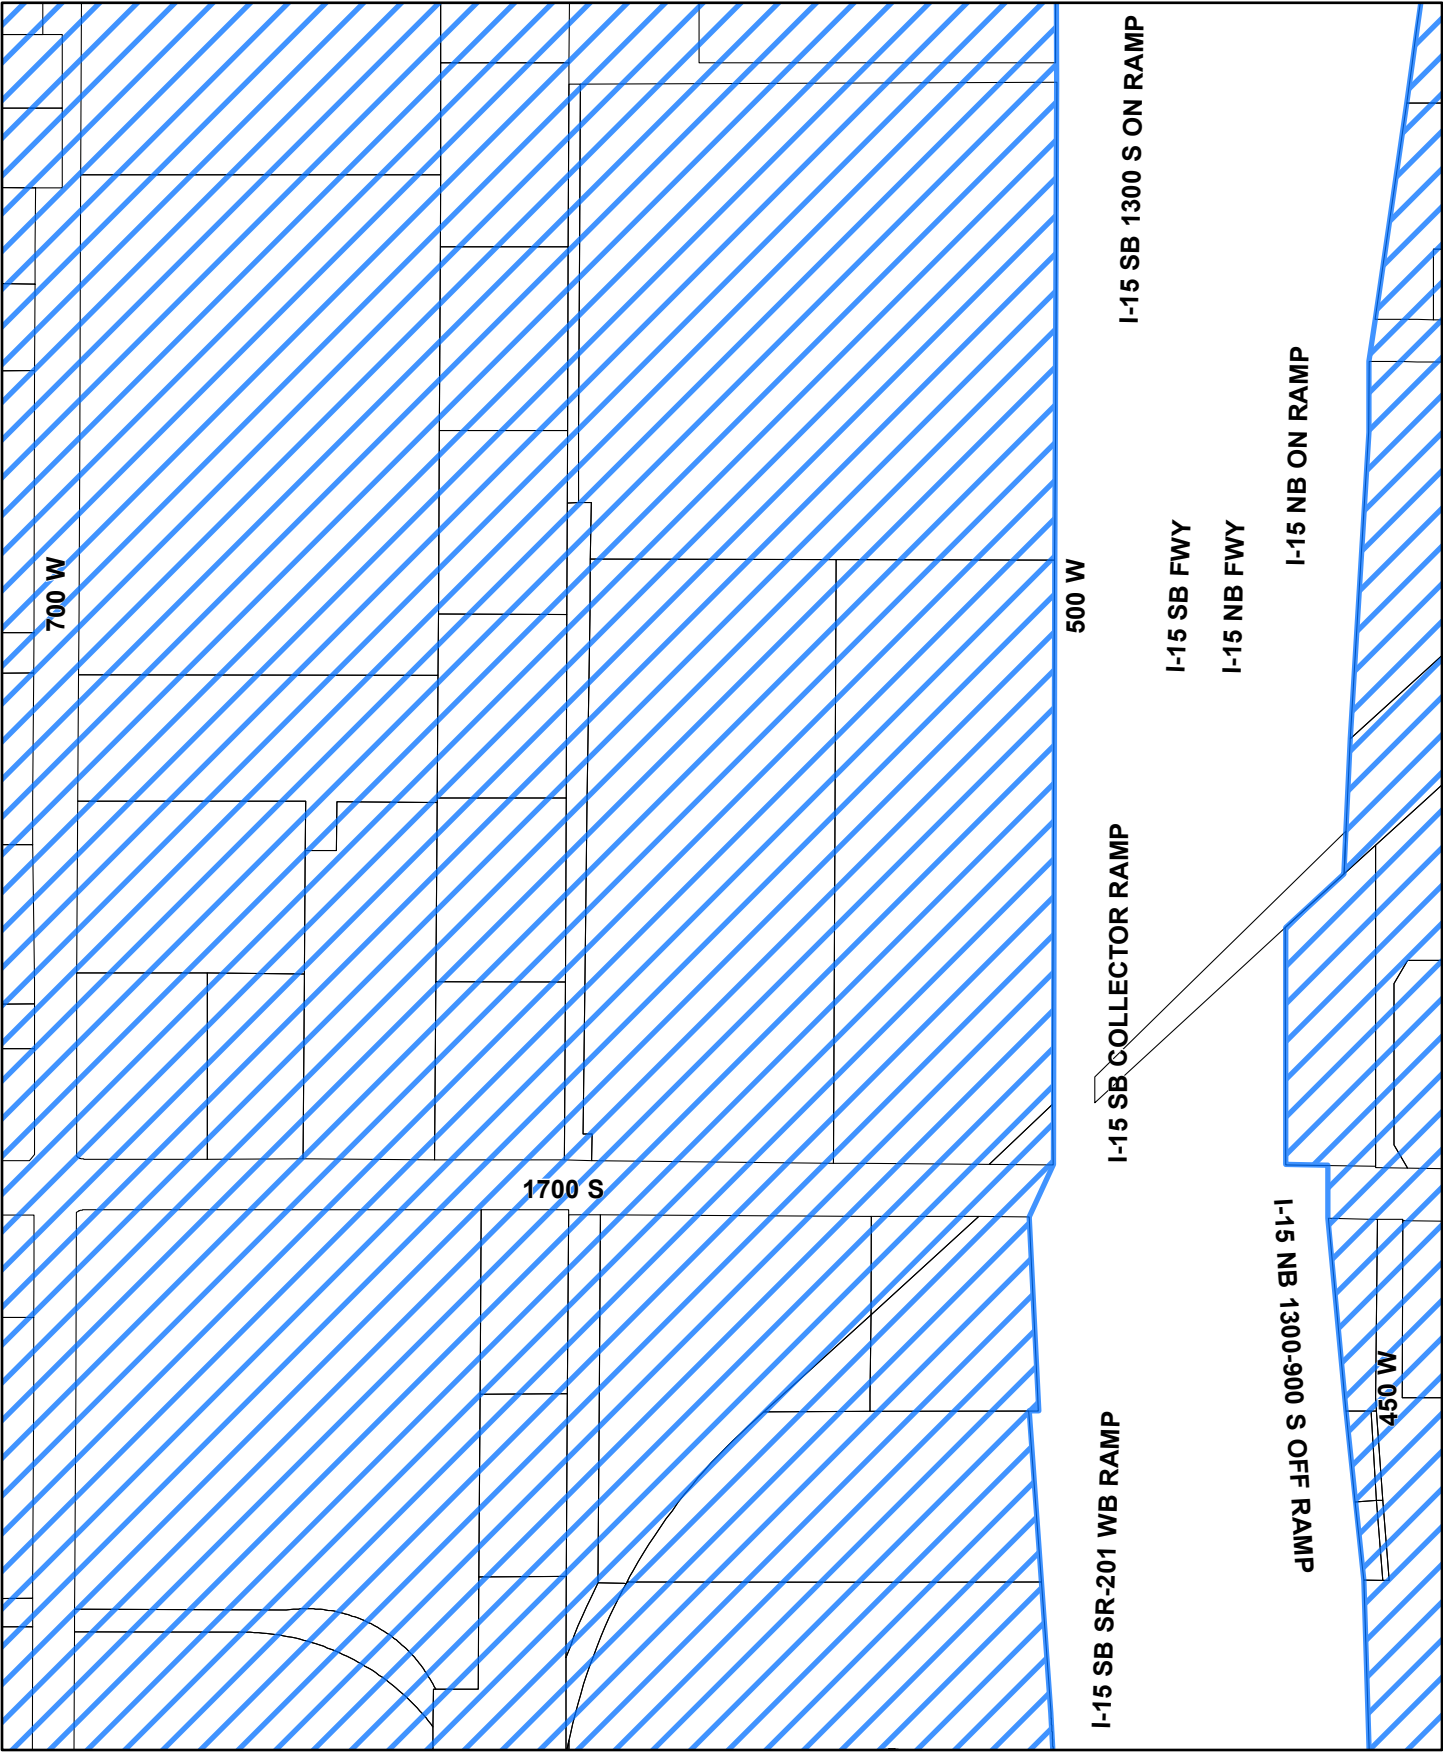 I-15 SB 1300 S ON RAMP
I-15 NB ON RAMP
I-15 SB FWY
I-15 NB FWY
700 W
500 W
I-15 SB COLLECTOR RAMP
1700 S
I-15 NB 1300-900 S OFF RAMP
450 W
I-15 SB SR-201 WB RAMP